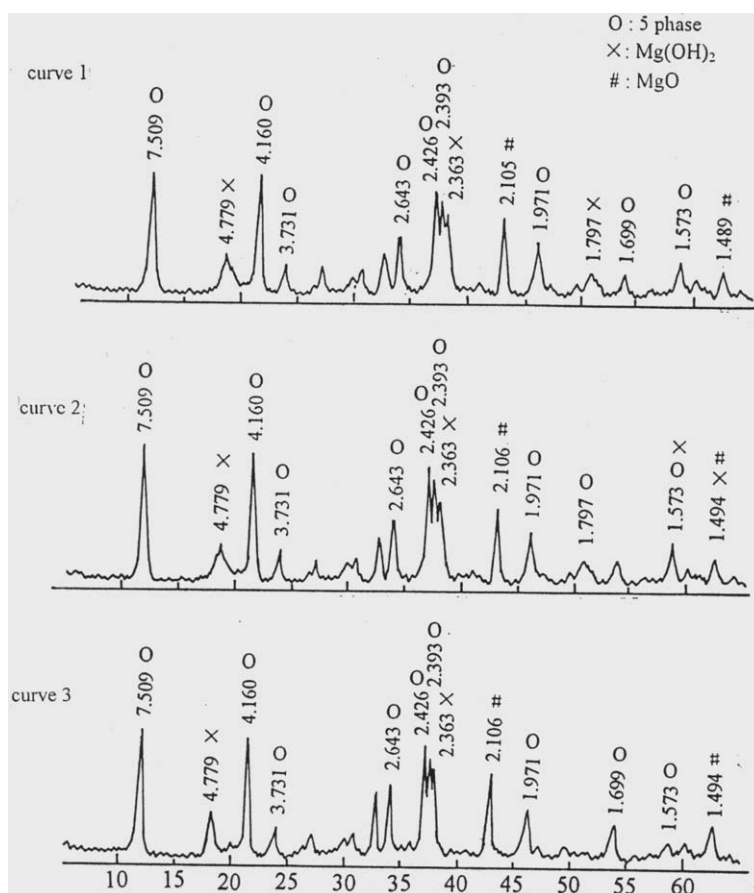 O : 5 phase
× : Mg(OH)₂
# : MgO
curve 1
7.509 O
4.779 ×
4.160 O
3.731 O
2.643 O
2.426 O
2.393 O
2.363 ×
2.105 #
1.971 O
1.797 ×
1.699 O
1.573 O
1.489 #
curve 2
7.509 O
4.779 ×
4.160 O
3.731 O
2.643 O
2.426 O
2.393 O
2.363 ×
2.106 #
1.971 O
1.797 O
1.573 O ×
1.494 × #
curve 3
7.509 O
4.779 ×
4.160 O
3.731 O
2.643 O
2.426 O
2.393 O
2.363 ×
2.106 #
1.971 O
1.699 O
1.573 O
1.494 #
10 15 20 25 30 35 40 45 50 55 60